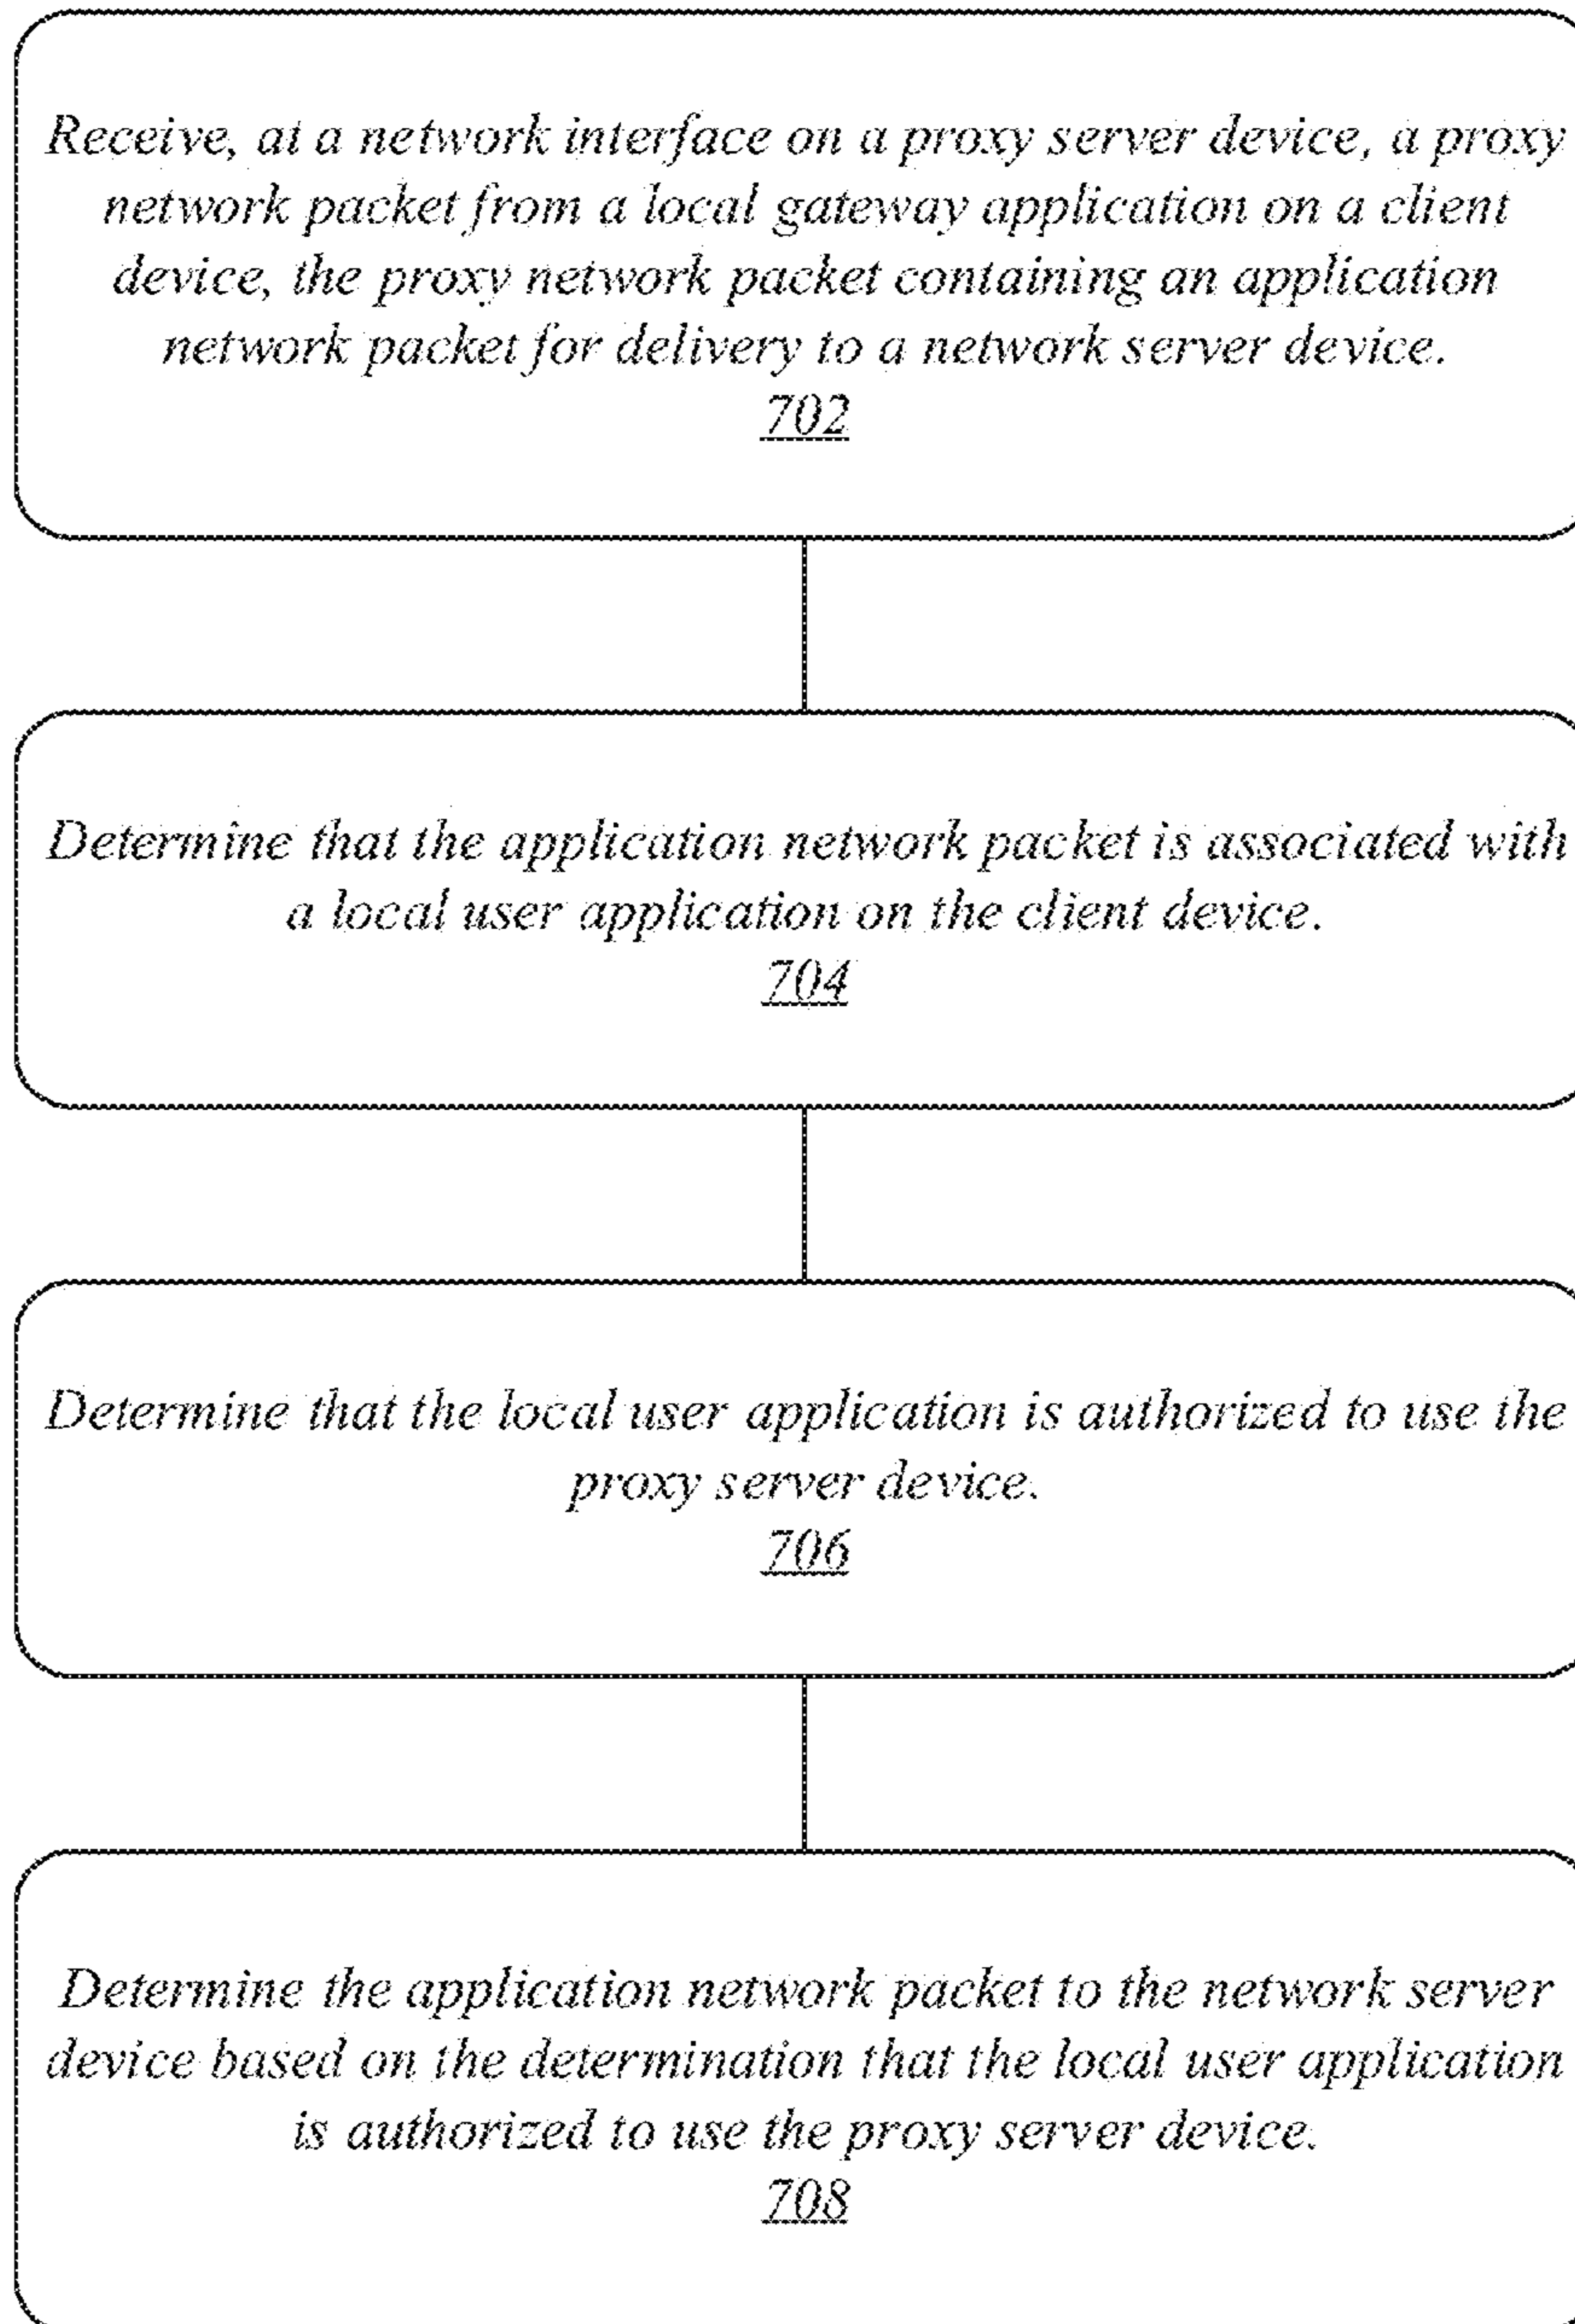 Receive, at a network interface on a proxy server device, a proxy
network packet from a local gateway application on a client
device, the proxy network packet containing an application
network packet for delivery to a network server device.
702
Determine that the application network packet is associated with
a local user application on the client device.
704
Determine that the local user application is authorized to use the
proxy server device.
706
Determine the application network packet to the network server
device based on the determination that the local user application
is authorized to use the proxy server device.
708